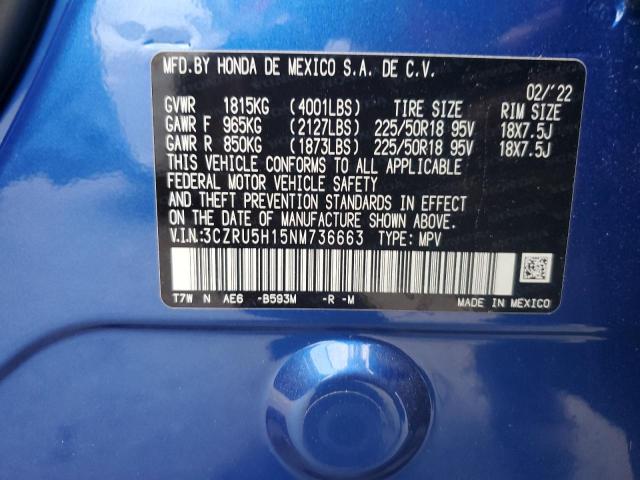 MFD.BY HONDA DE MEXICO S.A. DE C.V.
02/'22
GVWR 1815KG (4001LBS) TIRE SIZE RIM SIZE
GAWR F 965KG (2127LBS) 225/50R18 95V 18X7.5J
GAWR R 850KG (1873LBS) 225/50R18 95V 18X7.5J
THIS VEHICLE CONFORMS TO ALL APPLICABLE
FEDERAL MOTOR VEHICLE SAFETY
AND THEFT PREVENTION STANDARDS IN EFFECT
ON THE DATE OF MANUFACTURE SHOWN ABOVE.
V.I.N:3CZRU5H15NM736663 TYPE: MPV
T7W N AE6 -B593M -R -M MADE IN MEXICO